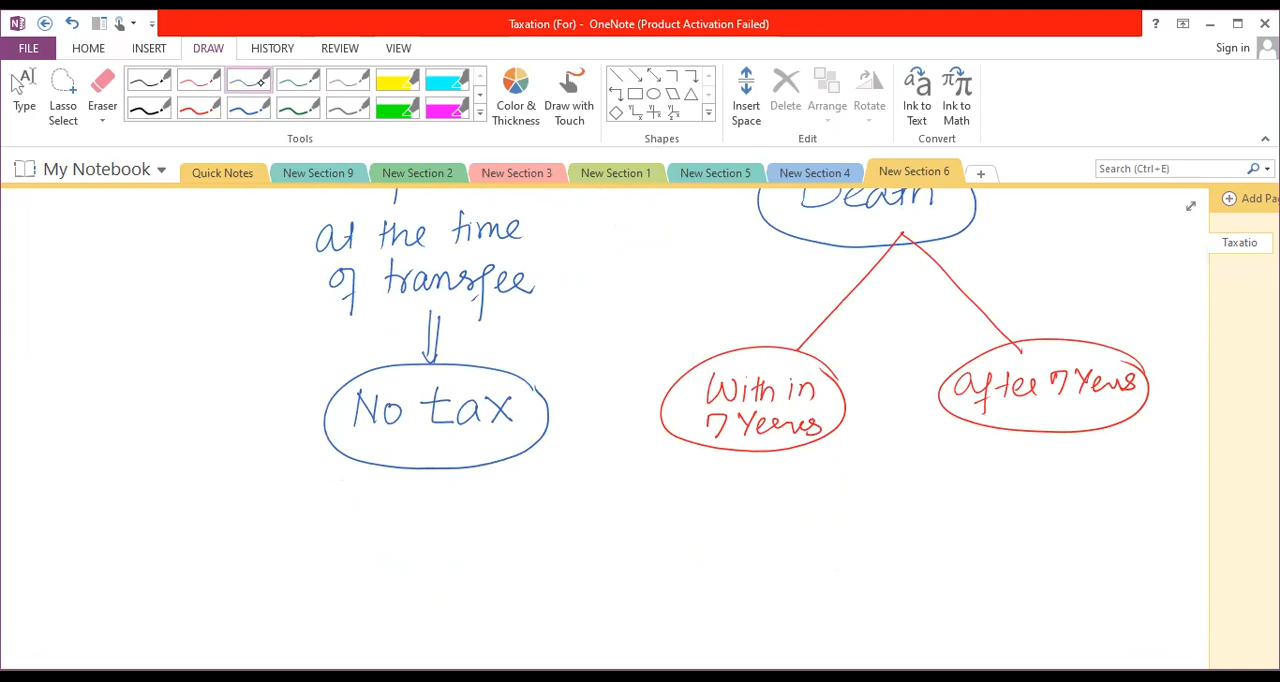 Taxation (For) - OneNote (Product Activation Failed)
FILE HOME INSERT DRAW HISTORY REVIEW VIEW
Sign in
Type
Lasso Select
Eraser
Color & Thickness
Draw with Touch
Insert Space
Delete
Arrange
Rotate
Ink to Text
Ink to Math
Tools
Shapes
Edit
Convert
My Notebook
Quick Notes
New Section 9
New Section 2
New Section 3
New Section 1
New Section 5
New Section 4
New Section 6
Search (Ctrl+E)
Add Pag
Taxatio
Death
at the time
of transfee
No tax
With in
7 Yeers
After 7 Yers